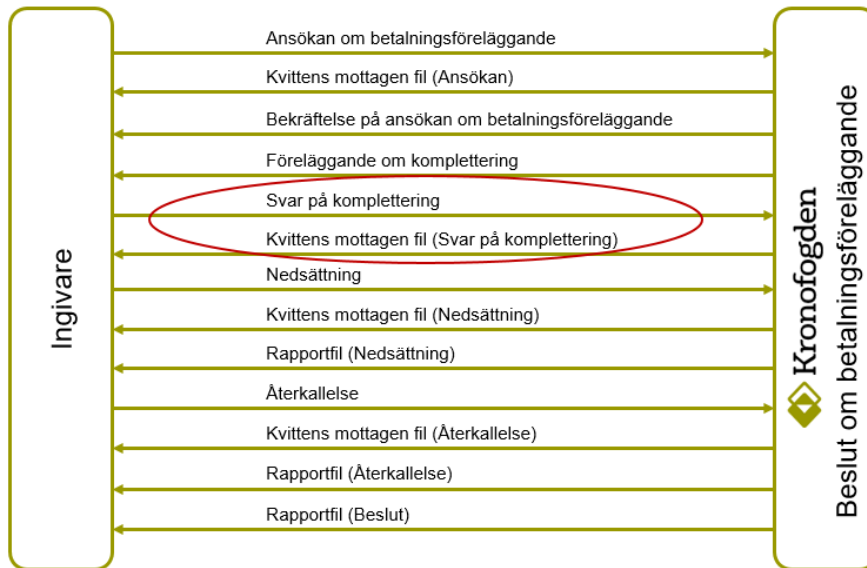 Ansökan om betalningsföreläggande
Kvittens mottagen fil (Ansökan)
Bekräftelse på ansökan om betalningsföreläggande
Föreläggande om komplettering
Svar på komplettering
Kvittens mottagen fil (Svar på komplettering)
Nedsättning
Kvittens mottagen fil (Nedsättning)
Rapportfil (Nedsättning)
Återkallelse
Kvittens mottagen fil (Återkallelse)
Rapportfil (Återkallelse)
Rapportfil (Beslut)
Ingivare
Kronofogden
Beslut om betalningsföreläggande